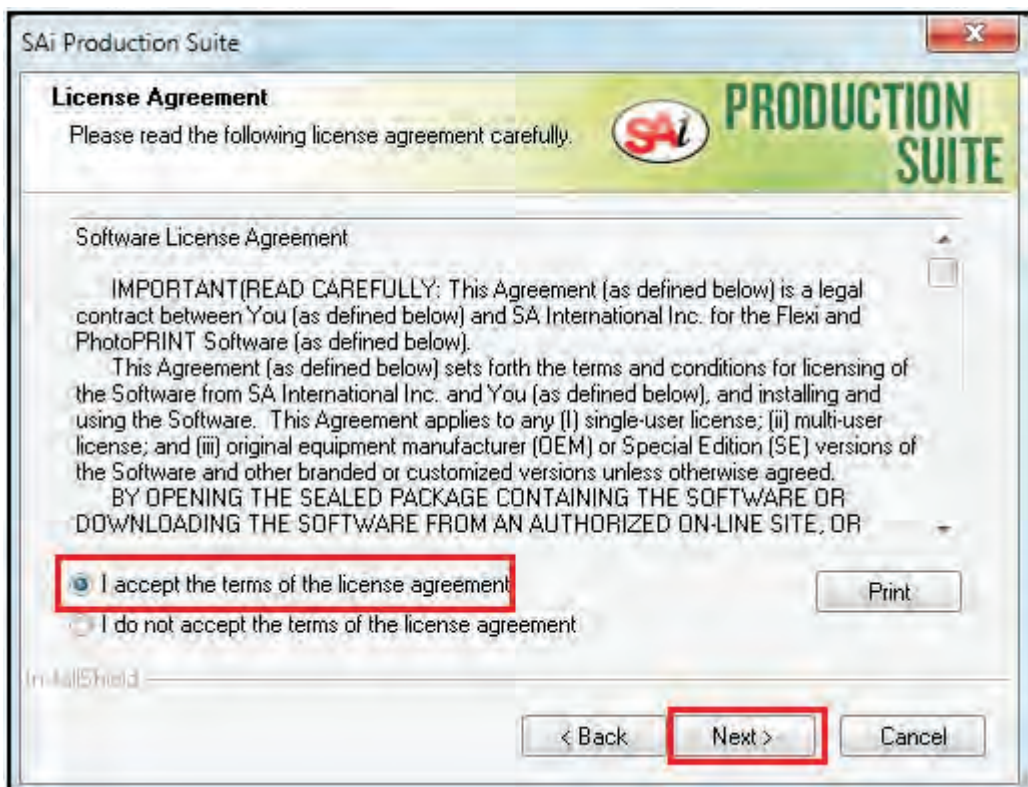 SAi Production Suite
License Agreement
Please read the following license agreement carefully.
SAi
PRODUCTION
SUITE
Software License Agreement
IMPORTANT(READ CAREFULLY: This Agreement (as defined below) is a legal
contract between You (as defined below) and SA International Inc. for the Flexi and
PhotoPRINT Software (as defined below).
This Agreement (as defined below) sets forth the terms and conditions for licensing of
the Software from SA International Inc. and You (as defined below), and installing and
using the Software. This Agreement applies to any (I) single-user license; (ii) multi-user
license; and (iii) original equipment manufacturer (OEM) or Special Edition (SE) versions of
the Software and other branded or customized versions unless otherwise agreed.
BY OPENING THE SEALED PACKAGE CONTAINING THE SOFTWARE OR
DOWNLOADING THE SOFTWARE FROM AN AUTHORIZED ON-LINE SITE, OR
I accept the terms of the license agreement
Print
I do not accept the terms of the license agreement
InstallShield
< Back Next > Cancel